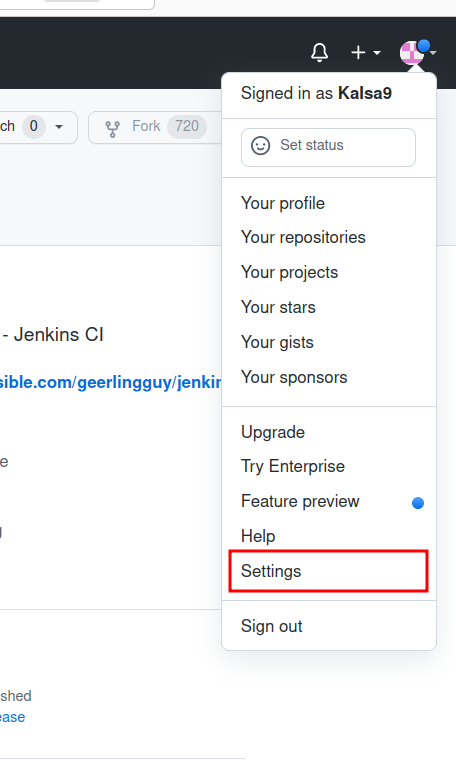 Signed in as Kalsa9
ch 0
Fork 720
Set status
Your profile
Your repositories
Your projects
Your stars
Your gists
Your sponsors
- Jenkins CI
sible.com/geerlingguy/jenkin
Upgrade
Try Enterprise
Feature preview
Help
Settings
Sign out
shed
ease